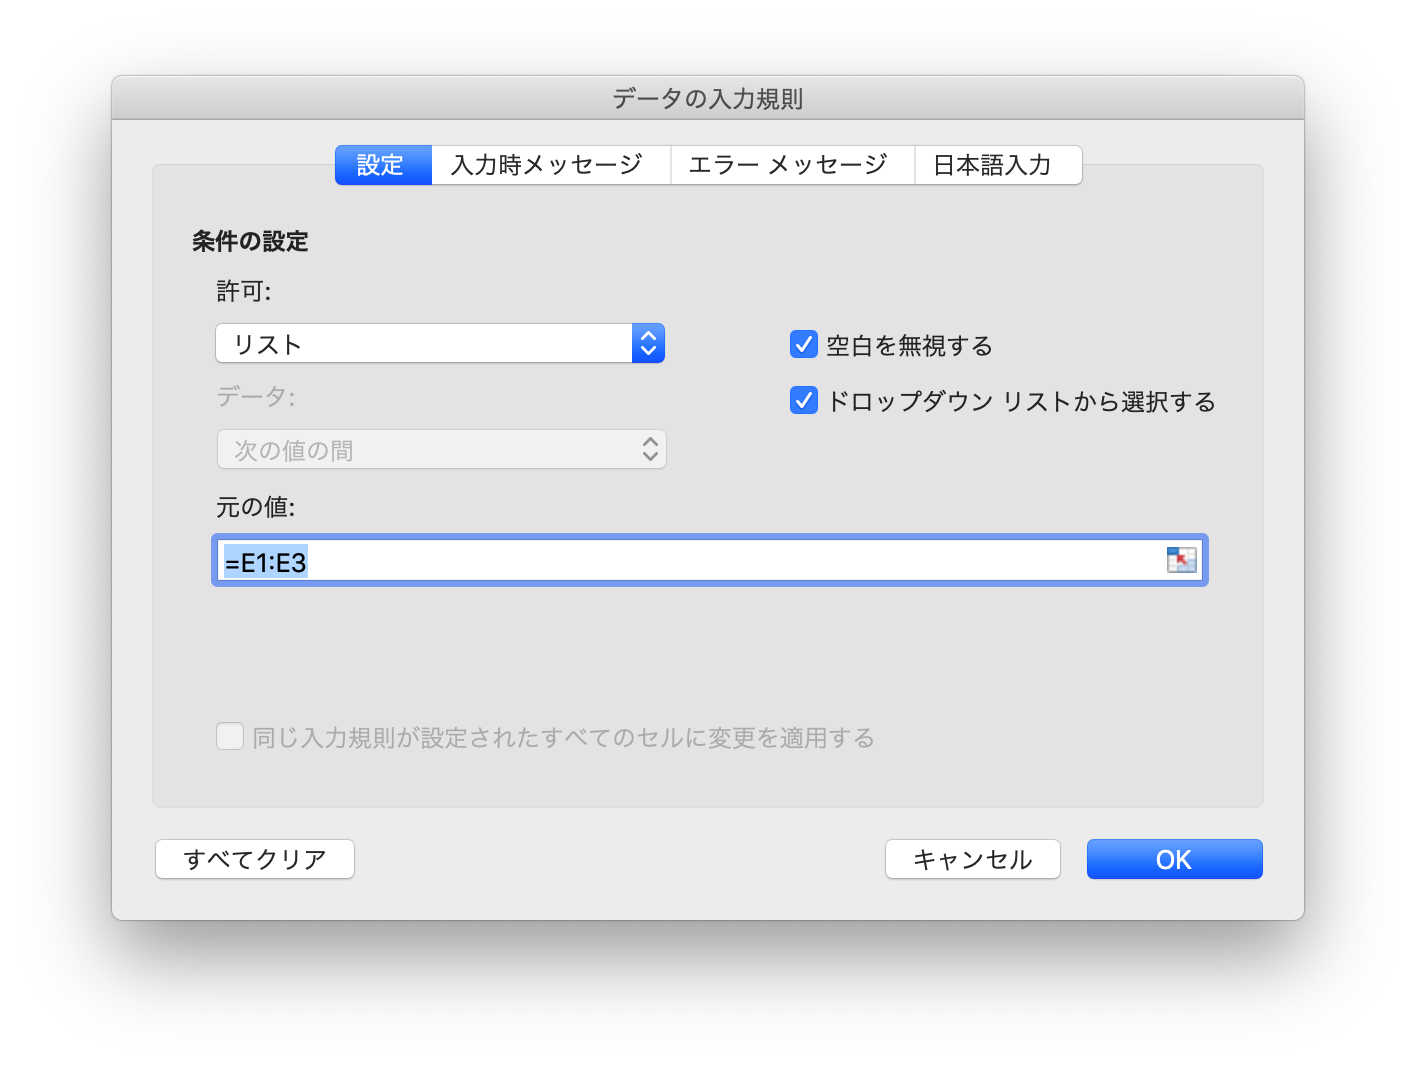 データの入力規則
設定 入力時メッセージ エラー メッセージ 日本語入力
条件の設定
許可:
リスト
空白を無視する
データ:
ドロップダウン リストから選択する
次の値の間
元の値:
=E1:E3
同じ入力規則が設定されたすべてのセルに変更を適用する
すべてクリア キャンセル OK